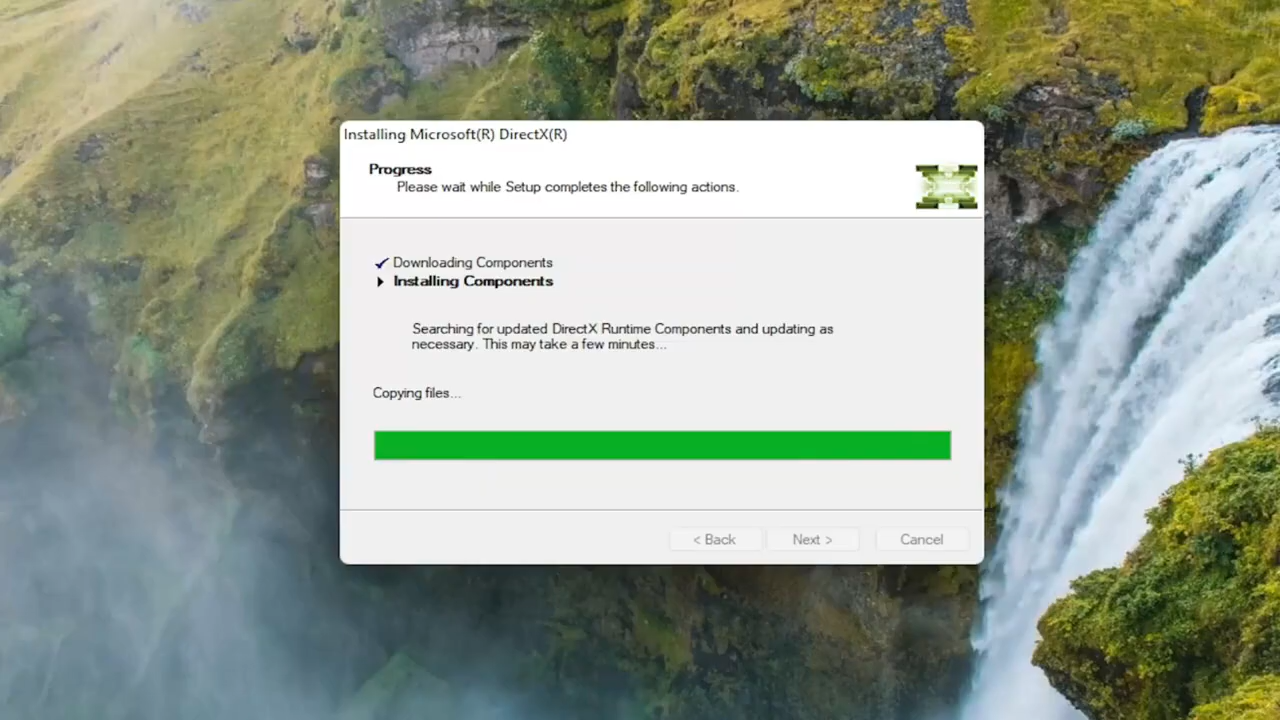 Installing Microsoft(R) DirectX(R)
Progress
Please wait while Setup completes the following actions.
Downloading Components
Installing Components
Searching for updated DirectX Runtime Components and updating as
necessary. This may take a few minutes...
Copying files...
< Back
Next >
Cancel